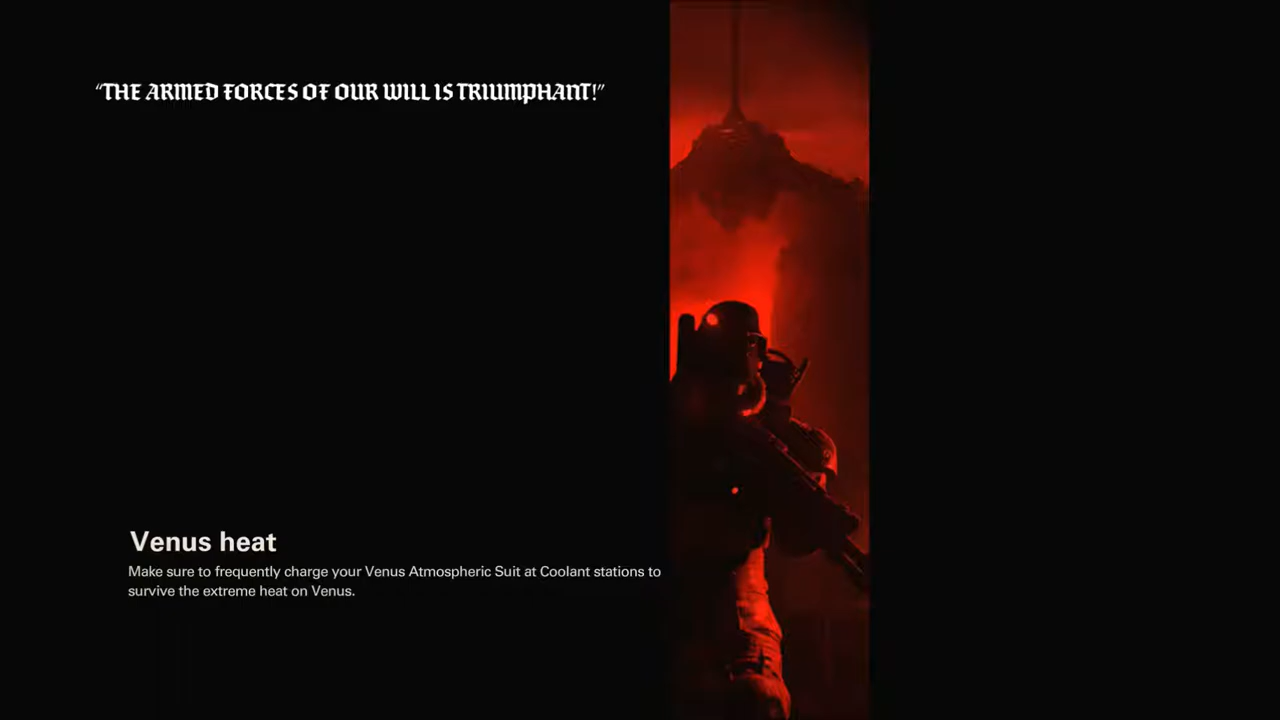 “THE ARMED FORCES OF OUR WILL IS TRIUMPHANT!”
Venus heat
Make sure to frequently charge your Venus Atmospheric Suit at Coolant stations to
survive the extreme heat on Venus.